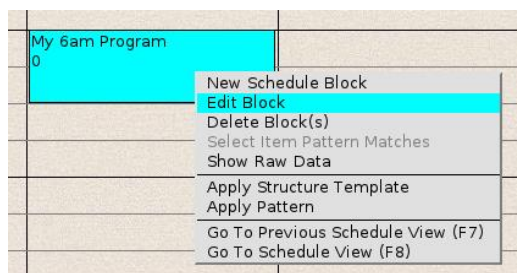 My 6am Program
0
New Schedule Block
Edit Block
Delete Block(s)
Select Item Pattern Matches
Show Raw Data
Apply Structure Template
Apply Pattern
Go To Previous Schedule View (F7)
Go To Schedule View (F8)